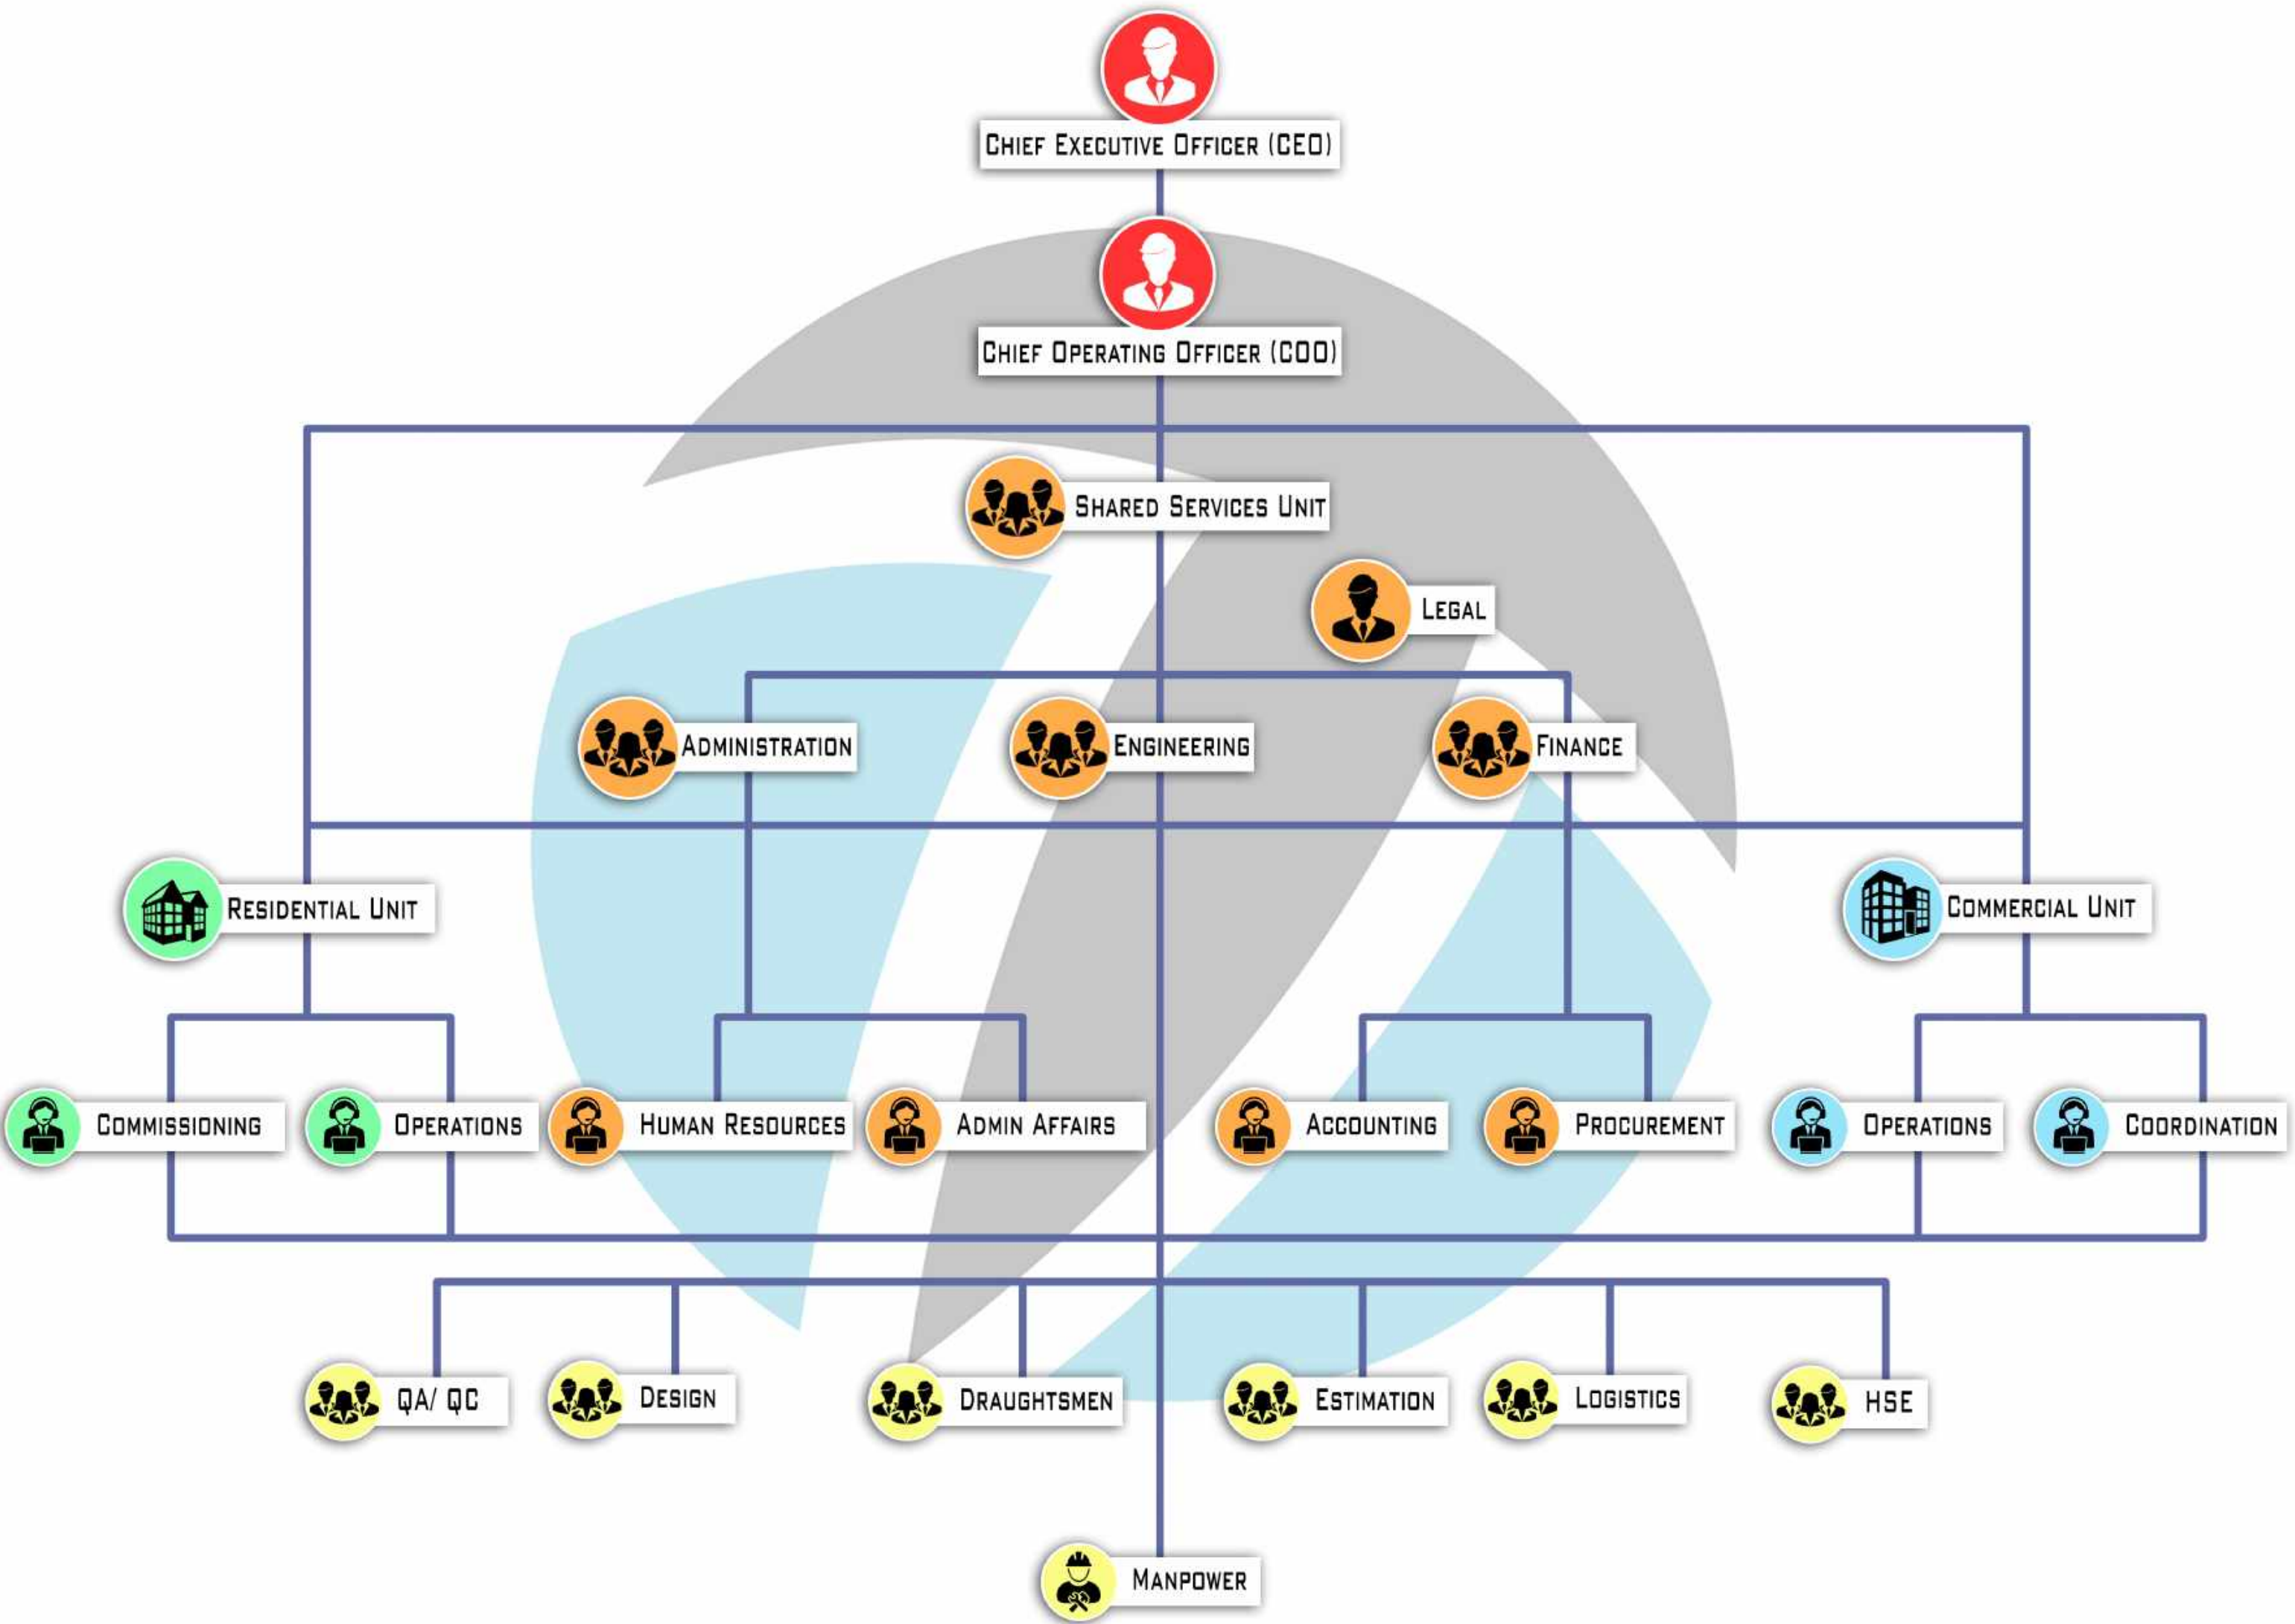 Chief Executive Officer (CEO)
Chief Operating Officer (COO)
Shared Services Unit
Legal
Administration
Engineering
Finance
Residential Unit
Commercial Unit
Commissioning
Operations
Human Resources
Admin Affairs
Accounting
Procurement
Operations
Coordination
QA/ QC
Design
Draughtsmen
Estimation
Logistics
HSE
Manpower